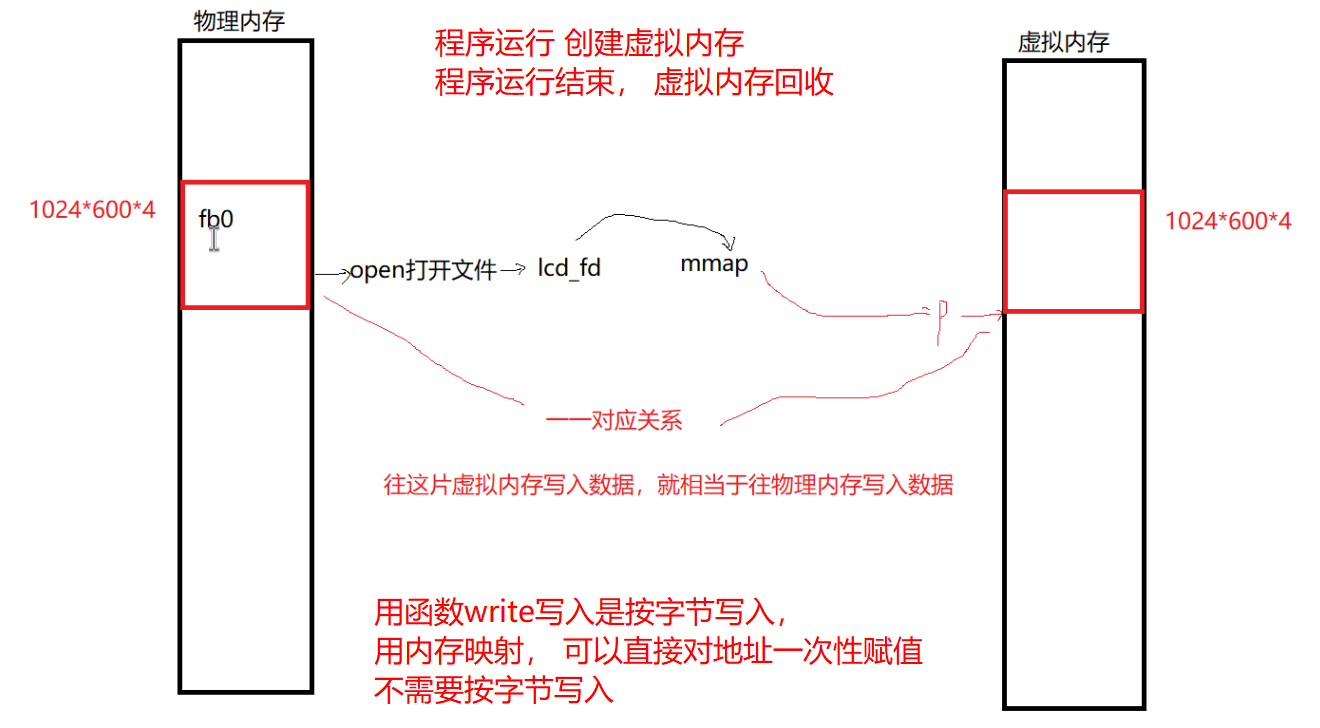 物理内存
程序运行 创建虚拟内存
程序运行结束， 虚拟内存回收
虚拟内存
1024*600*4
fb0
1024*600*4
open打开文件
lcd_fd
mmap
p
一一对应关系
往这片虚拟内存写入数据，就相当于往物理内存写入数据
用函数write写入是按字节写入，
用内存映射， 可以直接对地址一次性赋值
不需要按字节写入